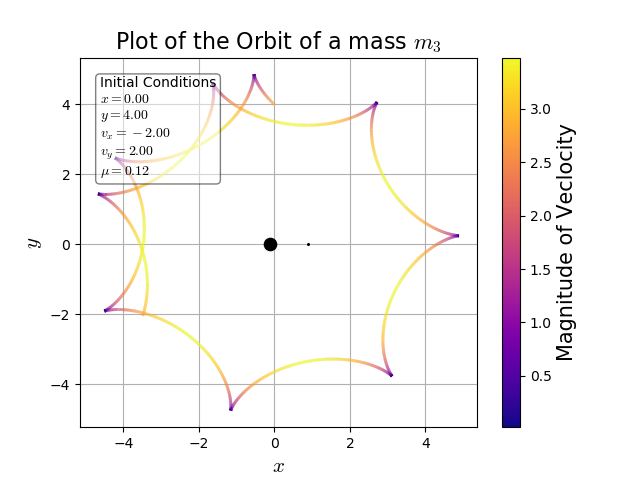 Plot of the Orbit of a mass m₃
Initial Conditions
x = 0.00
y = 4.00
vₓ = −2.00
v_y = 2.00
μ = 0.12
4
2
0
−2
−4
y
−4
−2
0
2
4
x
3.0
2.5
2.0
1.5
1.0
0.5
Magnitude of Veclocity